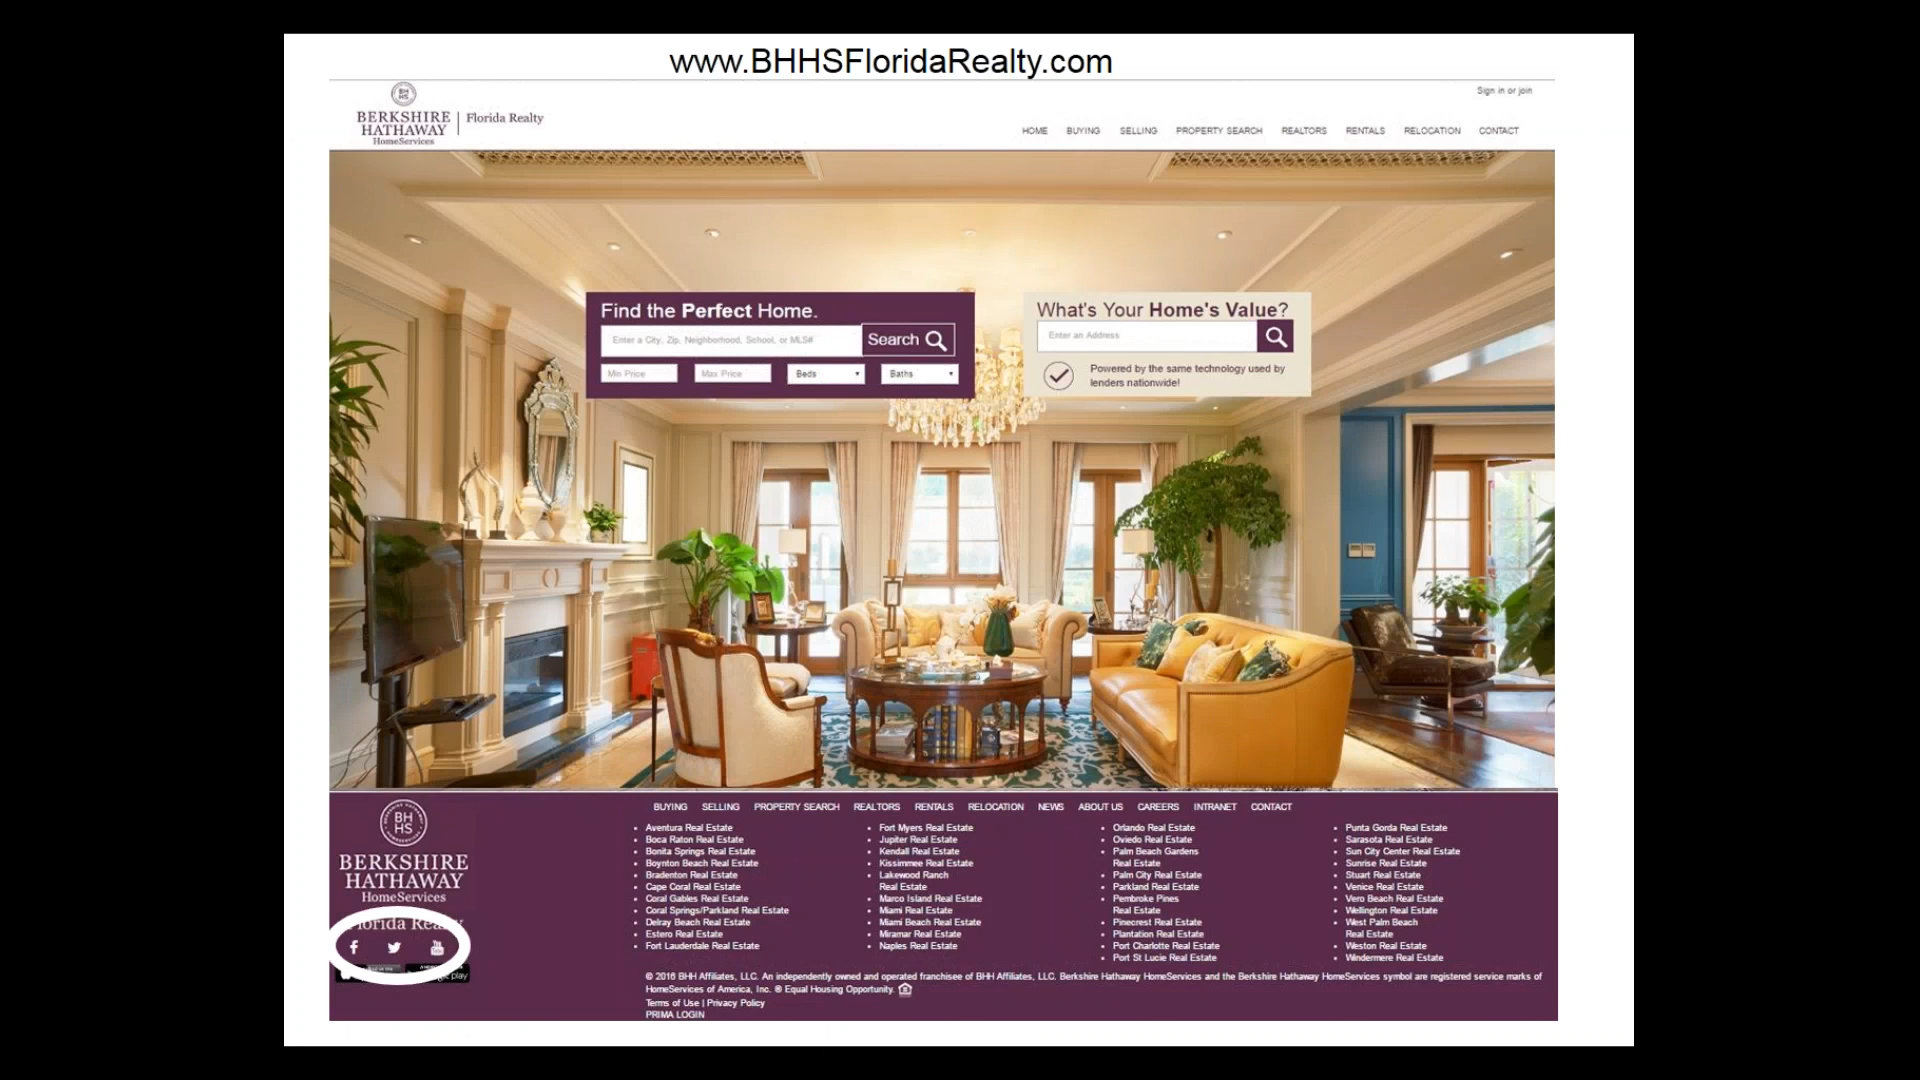 www.BHHSFloridaRealty.com
Sign in or join
BH
HS
BERKSHIRE
HATHAWAY
HomeServices
Florida Realty
HOME BUYING SELLING PROPERTY SEARCH REALTORS RENTALS RELOCATION CONTACT
Find the Perfect Home.
Enter a City, Zip, Neighborhood, School, or MLS#
Search
Min Price Max Price Beds Baths
What's Your Home's Value?
Enter an Address
Powered by the same technology used by
lenders nationwide!
BH
HS
BERKSHIRE
HATHAWAY
HomeServices
Florida Realty
play
BUYING SELLING PROPERTY SEARCH REALTORS RENTALS RELOCATION NEWS ABOUT US CAREERS INTRANET CONTACT
Aventura Real Estate
Boca Raton Real Estate
Bonita Springs Real Estate
Boynton Beach Real Estate
Bradenton Real Estate
Cape Coral Real Estate
Coral Gables Real Estate
Coral Springs/Parkland Real Estate
Delray Beach Real Estate
Estero Real Estate
Fort Lauderdale Real Estate
Fort Myers Real Estate
Jupiter Real Estate
Kendall Real Estate
Kissimmee Real Estate
Lakewood Ranch
Real Estate
Marco Island Real Estate
Miami Real Estate
Miami Beach Real Estate
Miramar Real Estate
Naples Real Estate
Orlando Real Estate
Oviedo Real Estate
Palm Beach Gardens
Real Estate
Palm City Real Estate
Parkland Real Estate
Pembroke Pines
Real Estate
Pinecrest Real Estate
Plantation Real Estate
Port Charlotte Real Estate
Port St Lucie Real Estate
Punta Gorda Real Estate
Sarasota Real Estate
Sun City Center Real Estate
Sunrise Real Estate
Stuart Real Estate
Venice Real Estate
Vero Beach Real Estate
Wellington Real Estate
West Palm Beach
Real Estate
Weston Real Estate
Windermere Real Estate
© 2016 BHH Affiliates, LLC. An independently owned and operated franchisee of BHH Affiliates, LLC. Berkshire Hathaway HomeServices and the Berkshire Hathaway HomeServices symbol are registered service marks of
HomeServices of America, Inc. ® Equal Housing Opportunity.
Terms of Use | Privacy Policy
PRIMA LOGIN